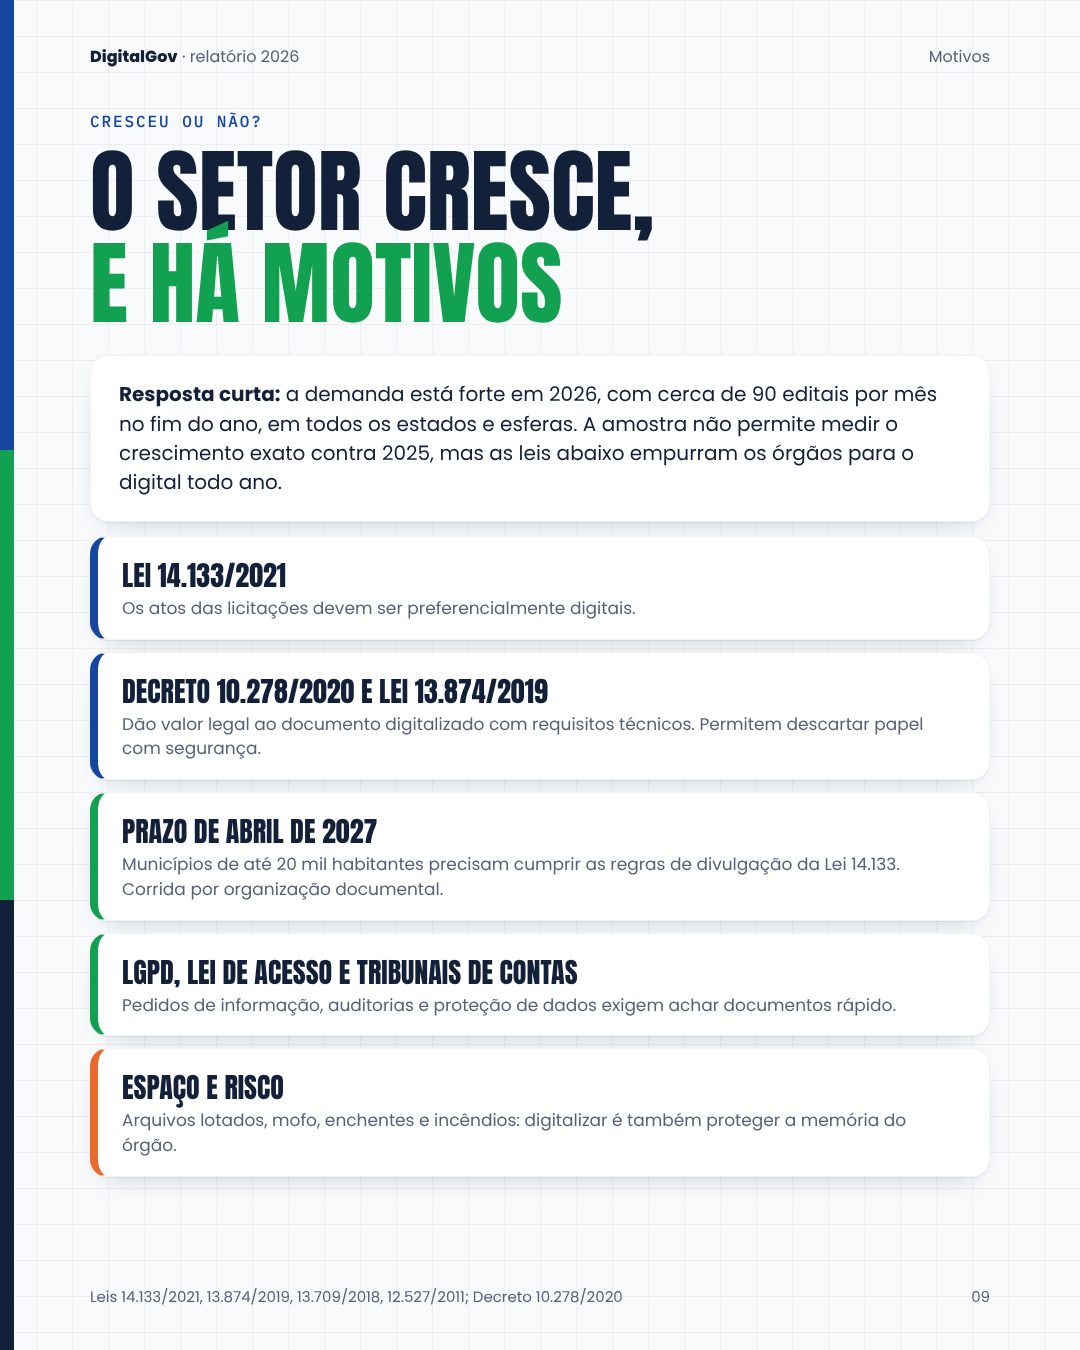 DigitalGov · relatório 2026
Motivos
CRESCEU OU NÃO?
O SETOR CRESCE,
E HÁ MOTIVOS
Resposta curta: a demanda está forte em 2026, com cerca de 90 editais por mês
no fim do ano, em todos os estados e esferas. A amostra não permite medir o
crescimento exato contra 2025, mas as leis abaixo empurram os órgãos para o
digital todo ano.
LEI 14.133/2021
Os atos das licitações devem ser preferencialmente digitais.
DECRETO 10.278/2020 E LEI 13.874/2019
Dão valor legal ao documento digitalizado com requisitos técnicos. Permitem descartar papel
com segurança.
PRAZO DE ABRIL DE 2027
Municípios de até 20 mil habitantes precisam cumprir as regras de divulgação da Lei 14.133.
Corrida por organização documental.
LGPD, LEI DE ACESSO E TRIBUNAIS DE CONTAS
Pedidos de informação, auditorias e proteção de dados exigem achar documentos rápido.
ESPAÇO E RISCO
Arquivos lotados, mofo, enchentes e incêndios: digitalizar é também proteger a memória do
órgão.
Leis 14.133/2021, 13.874/2019, 13.709/2018, 12.527/2011; Decreto 10.278/2020
09